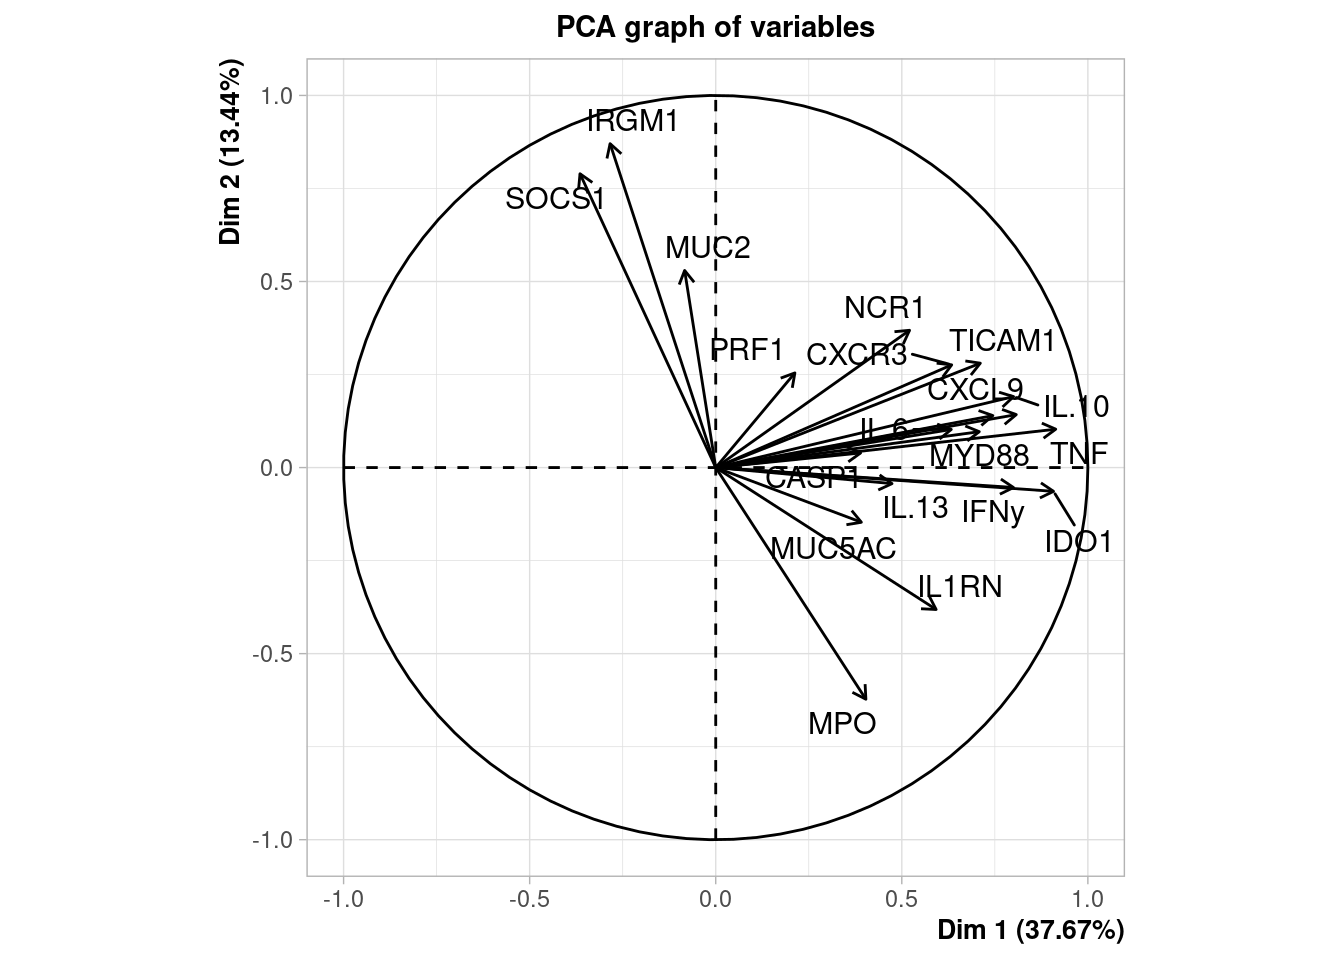 PCA graph of variables
Dim 2 (13.44%)
1.0
0.5
0.0
-0.5
-1.0
IRGM1
SOCS1
MUC2
NCR1
PRF1
CXCR3
TICAM1
CXCL9
IL.10
IL.6
MYD88
TNF
CASP1
IL.13
IFNy
IDO1
MUC5AC
IL1RN
MPO
-1.0
-0.5
0.0
0.5
1.0
Dim 1 (37.67%)